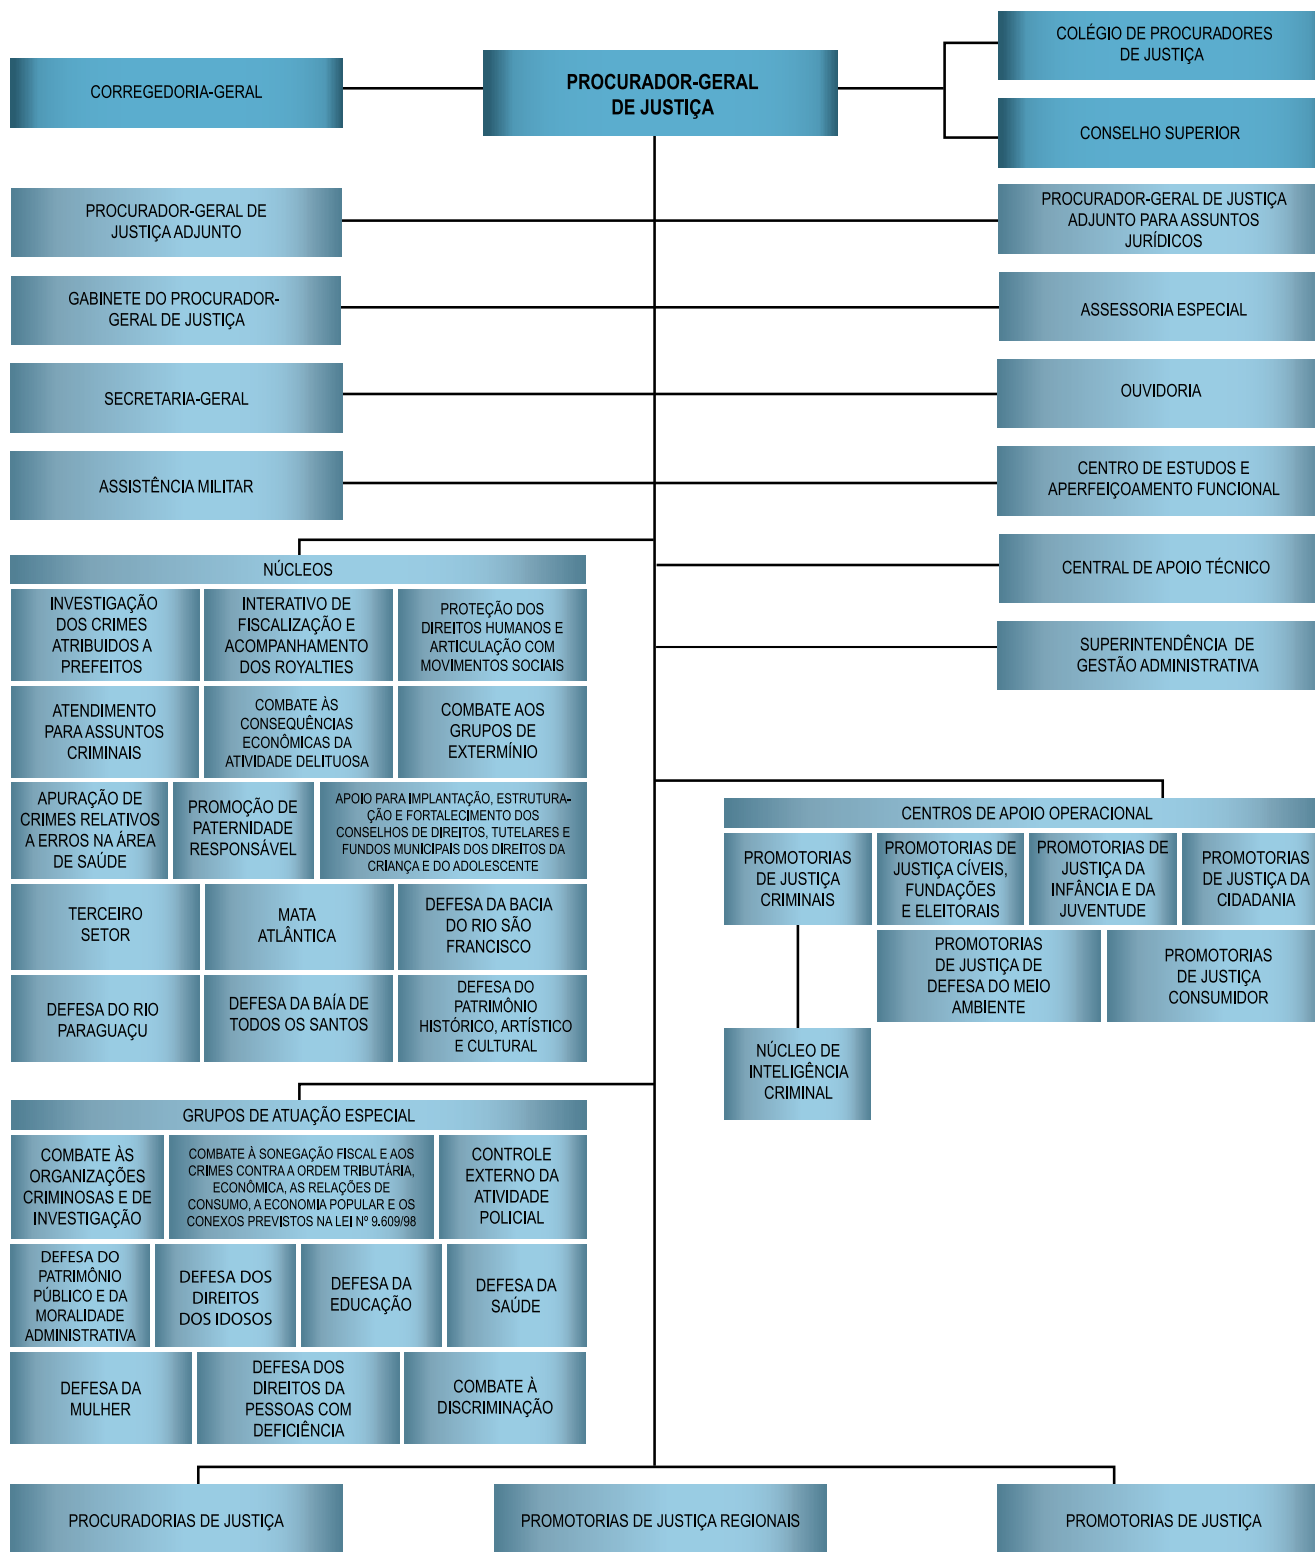 CORREGEDORIA-GERAL
PROCURADOR-GERAL
DE JUSTIÇA
COLÉGIO DE PROCURADORES
DE JUSTIÇA
CONSELHO SUPERIOR
PROCURADOR-GERAL DE
JUSTIÇA ADJUNTO
PROCURADOR-GERAL DE JUSTIÇA
ADJUNTO PARA ASSUNTOS
JURÍDICOS
GABINETE DO PROCURADOR-
GERAL DE JUSTIÇA
ASSESSORIA ESPECIAL
SECRETARIA-GERAL
OUVIDORIA
ASSISTÊNCIA MILITAR
CENTRO DE ESTUDOS E
APERFEIÇOAMENTO FUNCIONAL
CENTRAL DE APOIO TÉCNICO
SUPERINTENDÊNCIA DE
GESTÃO ADMINISTRATIVA
NÚCLEOS
INVESTIGAÇÃO
DOS CRIMES
ATRIBUIDOS A
PREFEITOS
INTERATIVO DE
FISCALIZAÇÃO E
ACOMPANHAMENTO
DOS ROYALTIES
PROTEÇÃO DOS
DIREITOS HUMANOS E
ARTICULAÇÃO COM
MOVIMENTOS SOCIAIS
ATENDIMENTO
PARA ASSUNTOS
CRIMINAIS
COMBATE ÀS
CONSEQUÊNCIAS
ECONÔMICAS DA
ATIVIDADE DELITUOSA
COMBATE AOS
GRUPOS DE
EXTERMÍNIO
APURAÇÃO DE
CRIMES RELATIVOS
A ERROS NA ÁREA
DE SAÚDE
PROMOÇÃO DE
PATERNIDADE
RESPONSÁVEL
APOIO PARA IMPLANTAÇÃO, ESTRUTURA-
ÇÃO E FORTALECIMENTO DOS
CONSELHOS DE DIREITOS, TUTELARES E
FUNDOS MUNICIPAIS DOS DIREITOS DA
CRIANÇA E DO ADOLESCENTE
TERCEIRO
SETOR
MATA
ATLÂNTICA
DEFESA DA BACIA
DO RIO SÃO
FRANCISCO
DEFESA DO RIO
PARAGUAÇU
DEFESA DA BAÍA DE
TODOS OS SANTOS
DEFESA DO
PATRIMÔNIO
HISTÓRICO, ARTÍSTICO
E CULTURAL
CENTROS DE APOIO OPERACIONAL
PROMOTORIAS
DE JUSTIÇA
CRIMINAIS
PROMOTORIAS DE
JUSTIÇA CÍVEIS,
FUNDAÇÕES
E ELEITORAIS
PROMOTORIAS DE
JUSTIÇA DA
INFÂNCIA E DA
JUVENTUDE
PROMOTORIAS
DE JUSTIÇA DA
CIDADANIA
PROMOTORIAS
DE JUSTIÇA DE
DEFESA DO MEIO
AMBIENTE
PROMOTORIAS
DE JUSTIÇA
CONSUMIDOR
NÚCLEO DE
INTELIGÊNCIA
CRIMINAL
GRUPOS DE ATUAÇÃO ESPECIAL
COMBATE ÀS
ORGANIZAÇÕES
CRIMINOSAS E DE
INVESTIGAÇÃO
COMBATE À SONEGAÇÃO FISCAL E AOS
CRIMES CONTRA A ORDEM TRIBUTÁRIA,
ECONÔMICA, AS RELAÇÕES DE
CONSUMO, A ECONOMIA POPULAR E OS
CONEXOS PREVISTOS NA LEI Nº 9.609/98
CONTROLE
EXTERNO DA
ATIVIDADE
POLICIAL
DEFESA DO
PATRIMÔNIO
PÚBLICO E DA
MORALIDADE
ADMINISTRATIVA
DEFESA DOS
DIREITOS
DOS IDOSOS
DEFESA DA
EDUCAÇÃO
DEFESA DA
SAÚDE
DEFESA DA
MULHER
DEFESA DOS
DIREITOS DA
PESSOAS COM
DEFICIÊNCIA
COMBATE À
DISCRIMINAÇÃO
PROCURADORIAS DE JUSTIÇA
PROMOTORIAS DE JUSTIÇA REGIONAIS
PROMOTORIAS DE JUSTIÇA